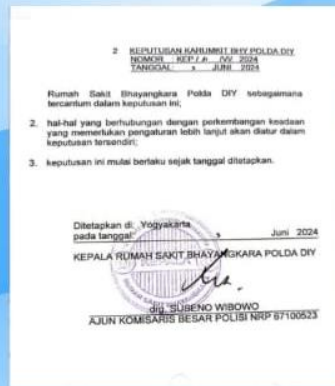 2 KEPUTUSAN KARUMKIT BHY POLDA DIY
NOMOR : KEP / /VI/ 2024
TANGGAL: JUNI 2024
Rumah Sakit Bhayangkara Polda DIY sebagaimana
tercantum dalam keputusan ini;
2. hal-hal yang berhubungan dengan perkembangan keadaan
yang memerlukan pengaturan lebih lanjut akan diatur dalam
keputusan tersendiri;
3. keputusan ini mulai berlaku sejak tanggal ditetapkan.
Ditetapkan di: Yogyakarta
pada tanggal: Juni 2024
KEPALA RUMAH SAKIT BHAYANGKARA POLDA DIY
drg. SUSENO WIBOWO
AJUN KOMISARIS BESAR POLISI NRP 67100523